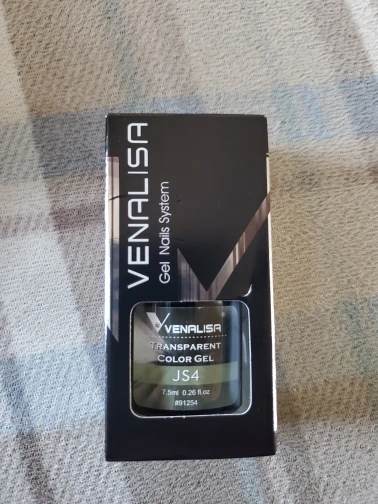 VENALISA
Gel Nails System
VENALISA
TRANSPARENT
COLOR GEL
JS4
7.5ml 0.26 fl.oz
#91254